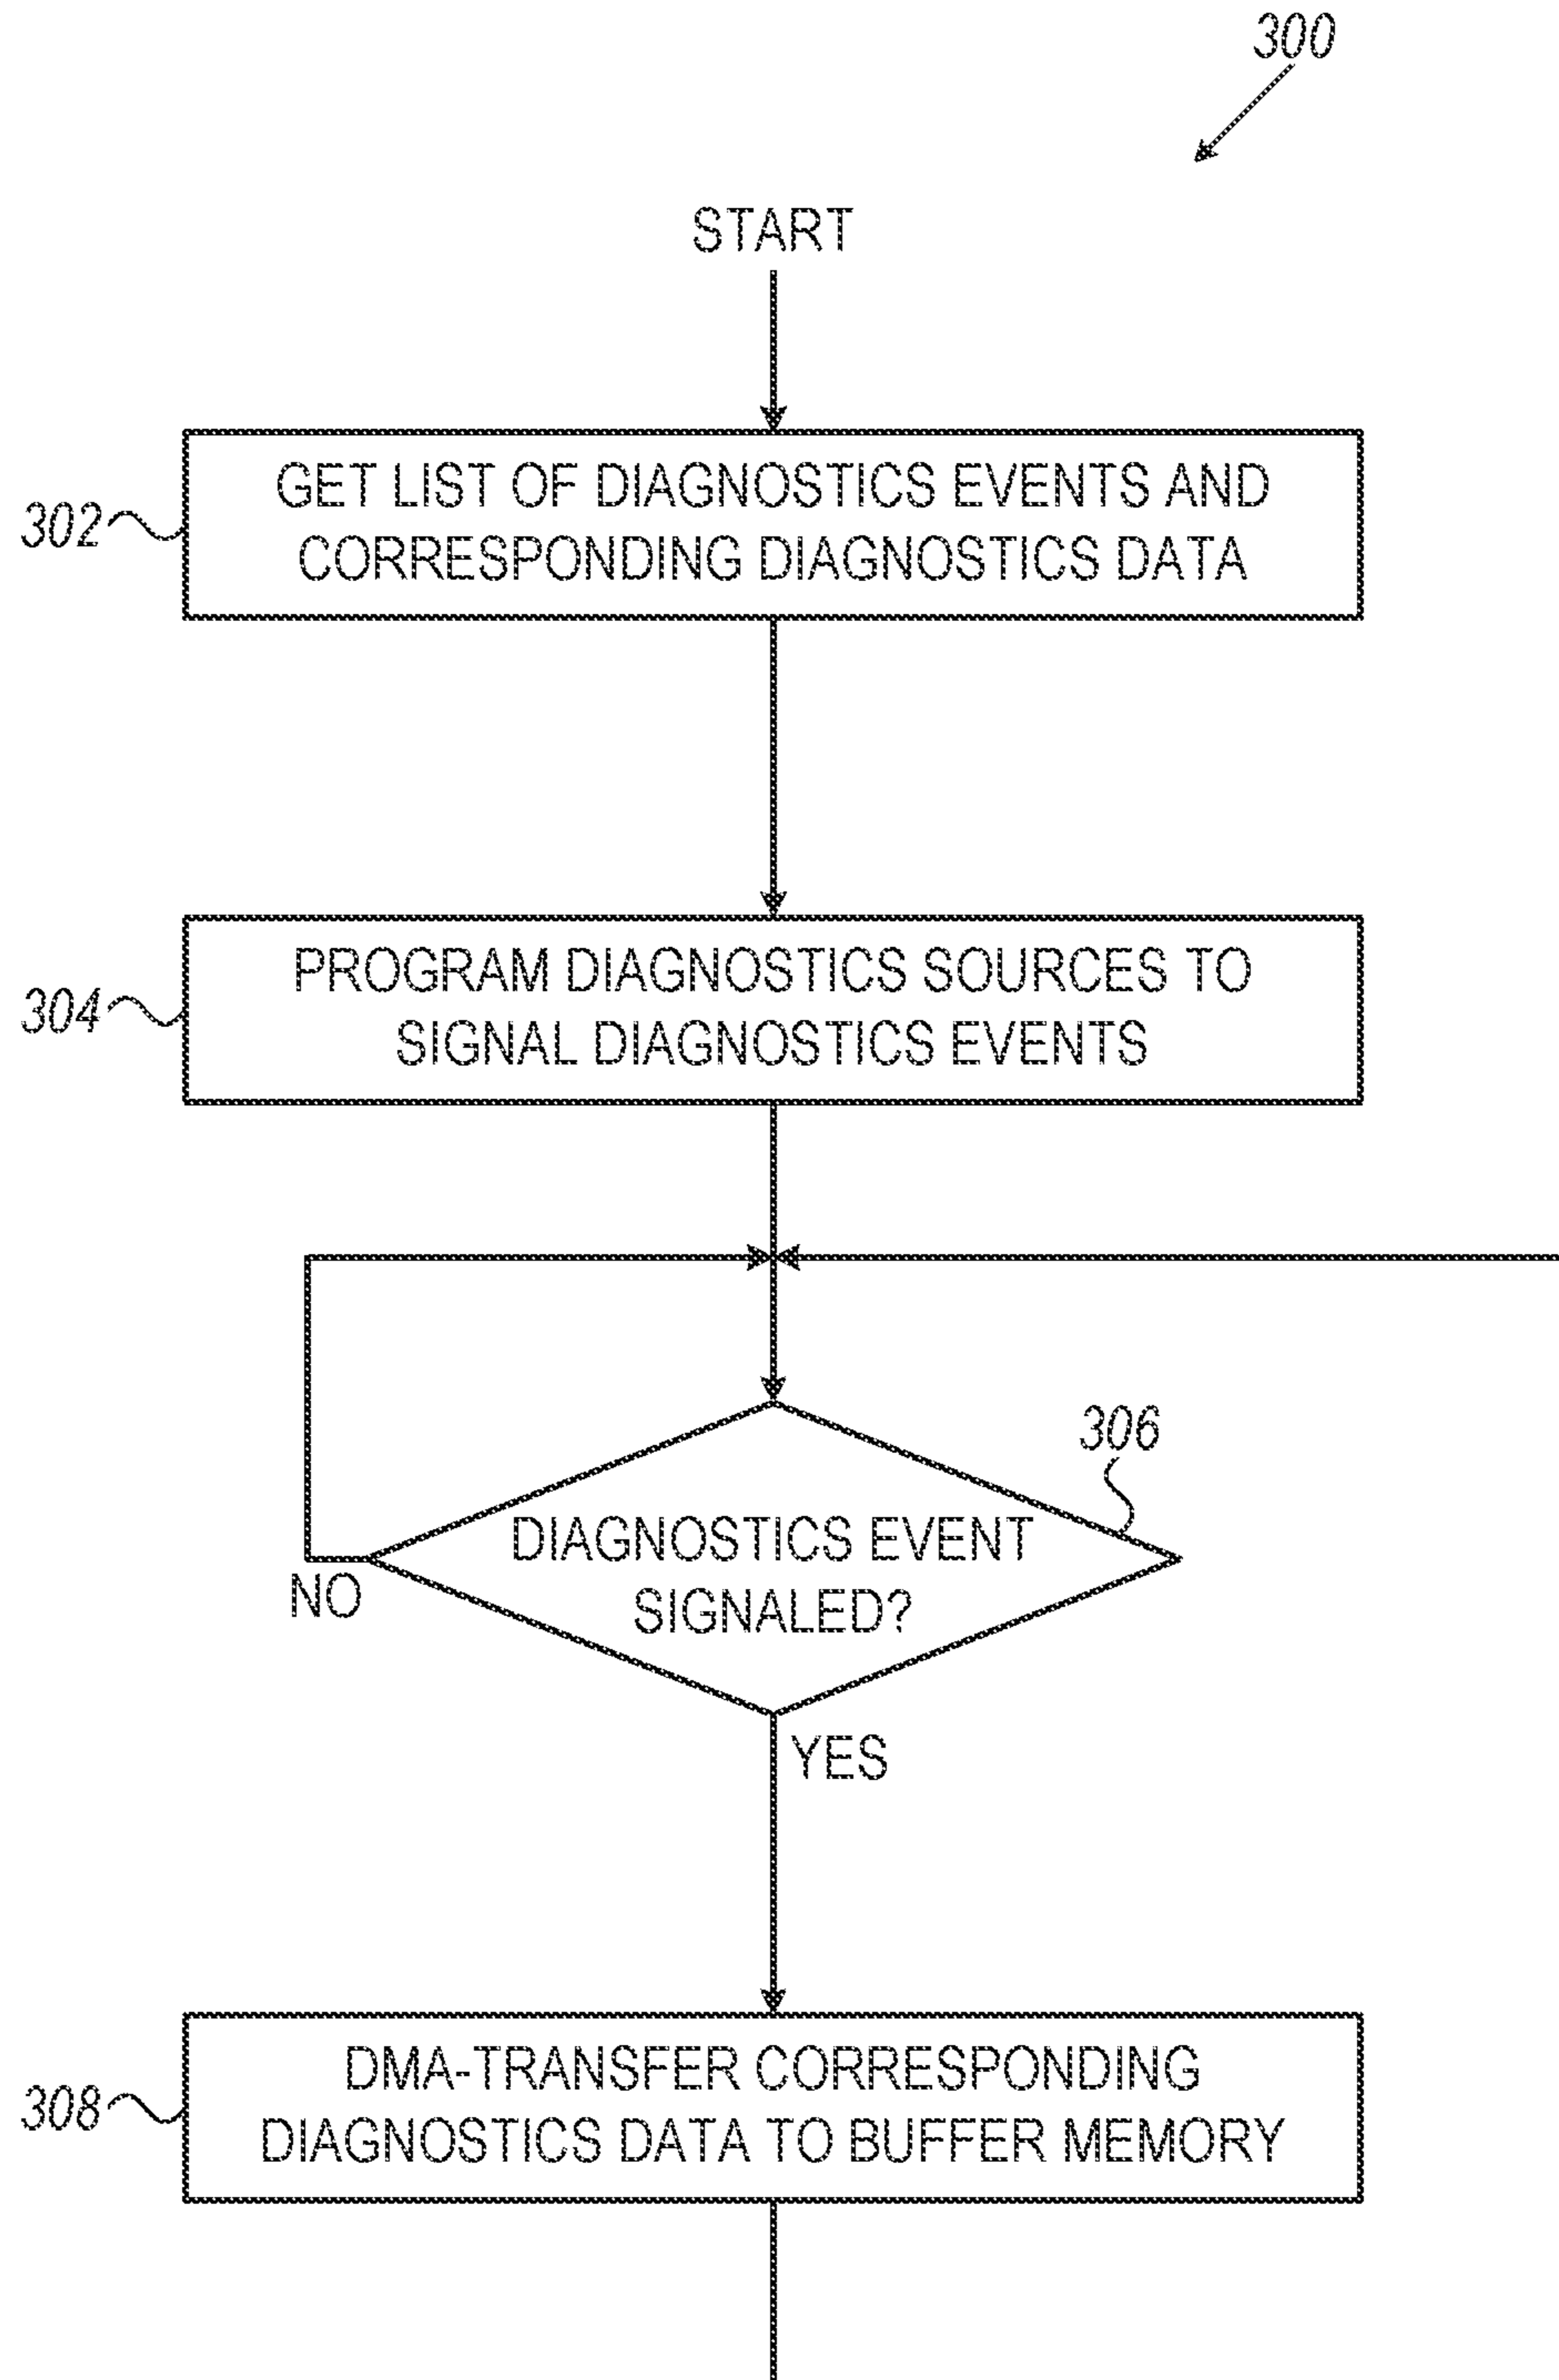 300
START
302
GET LIST OF DIAGNOSTICS EVENTS AND
CORRESPONDING DIAGNOSTICS DATA
304
PROGRAM DIAGNOSTICS SOURCES TO
SIGNAL DIAGNOSTICS EVENTS
306
DIAGNOSTICS EVENT
SIGNALED?
NO
YES
308
DMA-TRANSFER CORRESPONDING
DIAGNOSTICS DATA TO BUFFER MEMORY